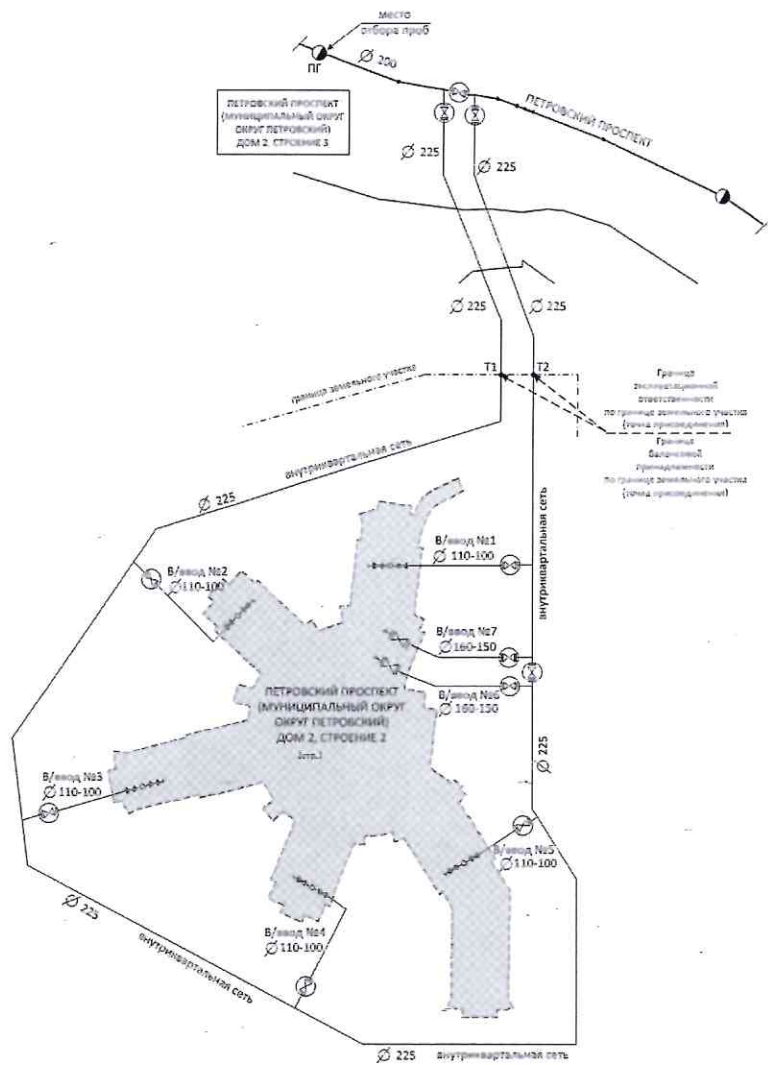 место
отбора проб
ПГ
Ø 200
ПЕТРОВСКИЙ ПРОСПЕКТ
(МУНИЦИПАЛЬНЫЙ ОКРУГ
ОКРУГ ПЕТРОВСКИЙ)
ДОМ 2, СТРОЕНИЕ 3
ПЕТРОВСКИЙ ПРОСПЕКТ
Ø 225
Ø 225
Ø 225
Ø 225
Т1
Т2
граница земельного участка
Граница
эксплуатационной
ответственности
по границе земельного участка
(точка присоединения)
Граница
балансовой
принадлежности
по границе земельного участка
(точка присоединения)
внутриквартальная сеть
Ø 225
В/ввод №1
Ø 110-100
В/ввод №2
Ø 110-100
внутриквартальная сеть
В/ввод №7
Ø 160-150
В/ввод №6
Ø 160-150
ПЕТРОВСКИЙ ПРОСПЕКТ
(МУНИЦИПАЛЬНЫЙ ОКРУГ
ОКРУГ ПЕТРОВСКИЙ)
ДОМ 2, СТРОЕНИЕ 2
Ø 225
В/ввод №3
Ø 110-100
В/ввод №5
Ø 110-100
Ø 225
внутриквартальная сеть
В/ввод №4
Ø 110-100
Ø 225
внутриквартальная сеть